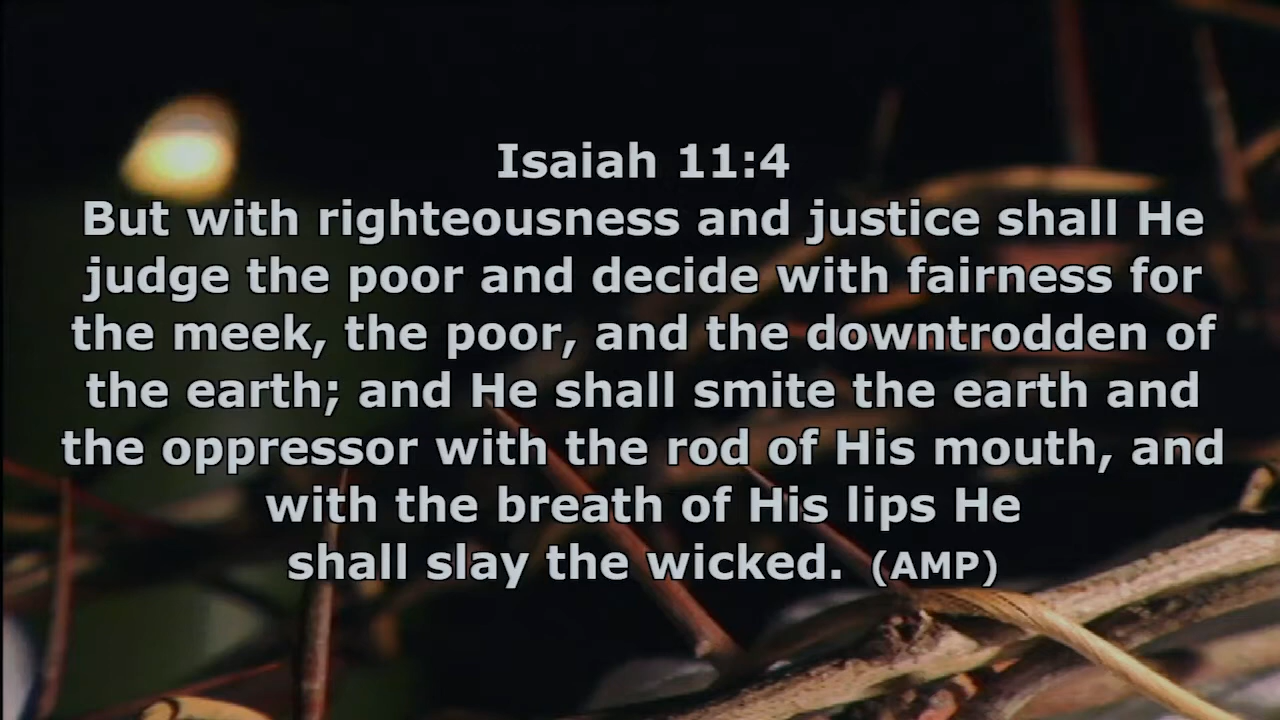 Isaiah 11:4
But with righteousness and justice shall He
judge the poor and decide with fairness for
the meek, the poor, and the downtrodden of
the earth; and He shall smite the earth and
the oppressor with the rod of His mouth, and
with the breath of His lips He
shall slay the wicked. (AMP)